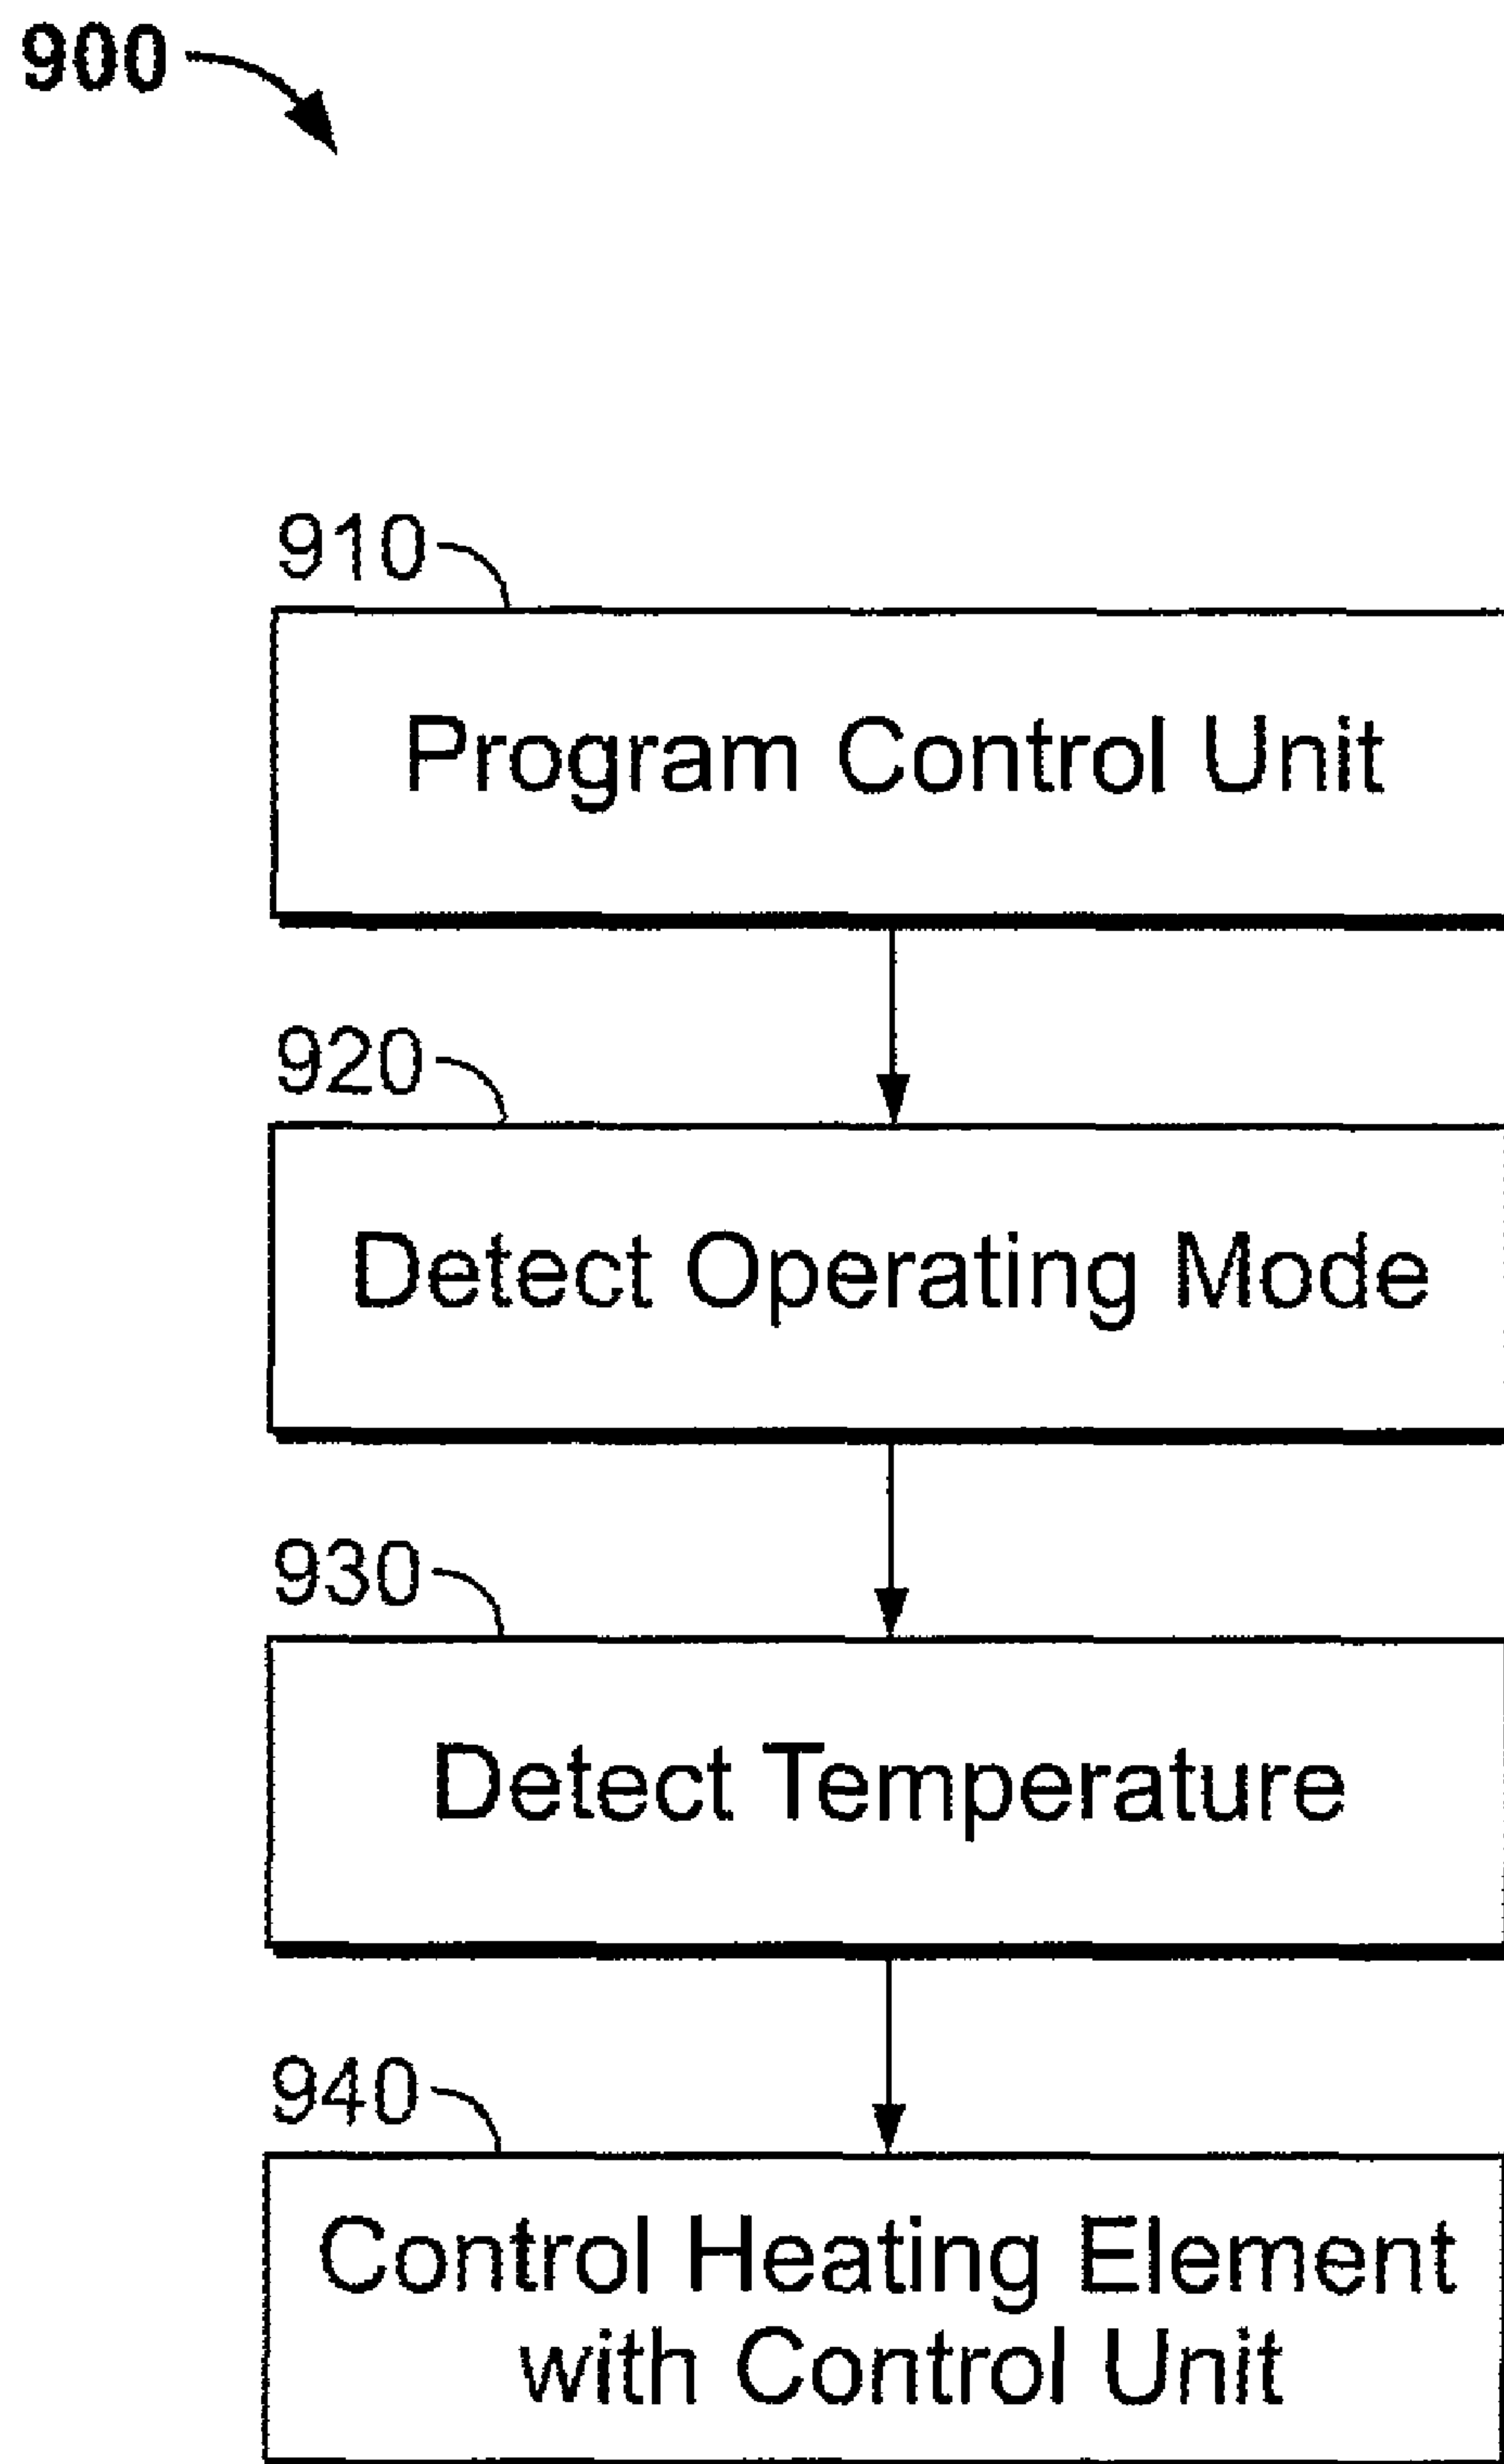 900
910
Program Control Unit
920
Detect Operating Mode
930
Detect Temperature
940
Control Heating Element
with Control Unit